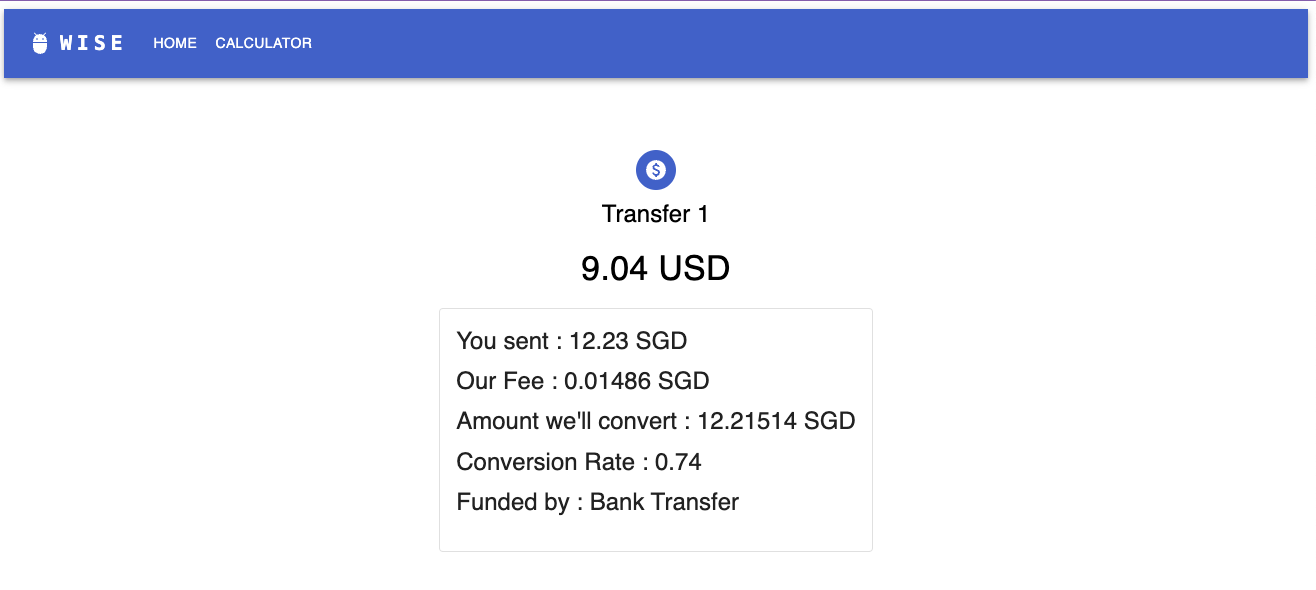 WISE HOME CALCULATOR
Transfer 1
9.04 USD
You sent : 12.23 SGD
Our Fee : 0.01486 SGD
Amount we'll convert : 12.21514 SGD
Conversion Rate : 0.74
Funded by : Bank Transfer